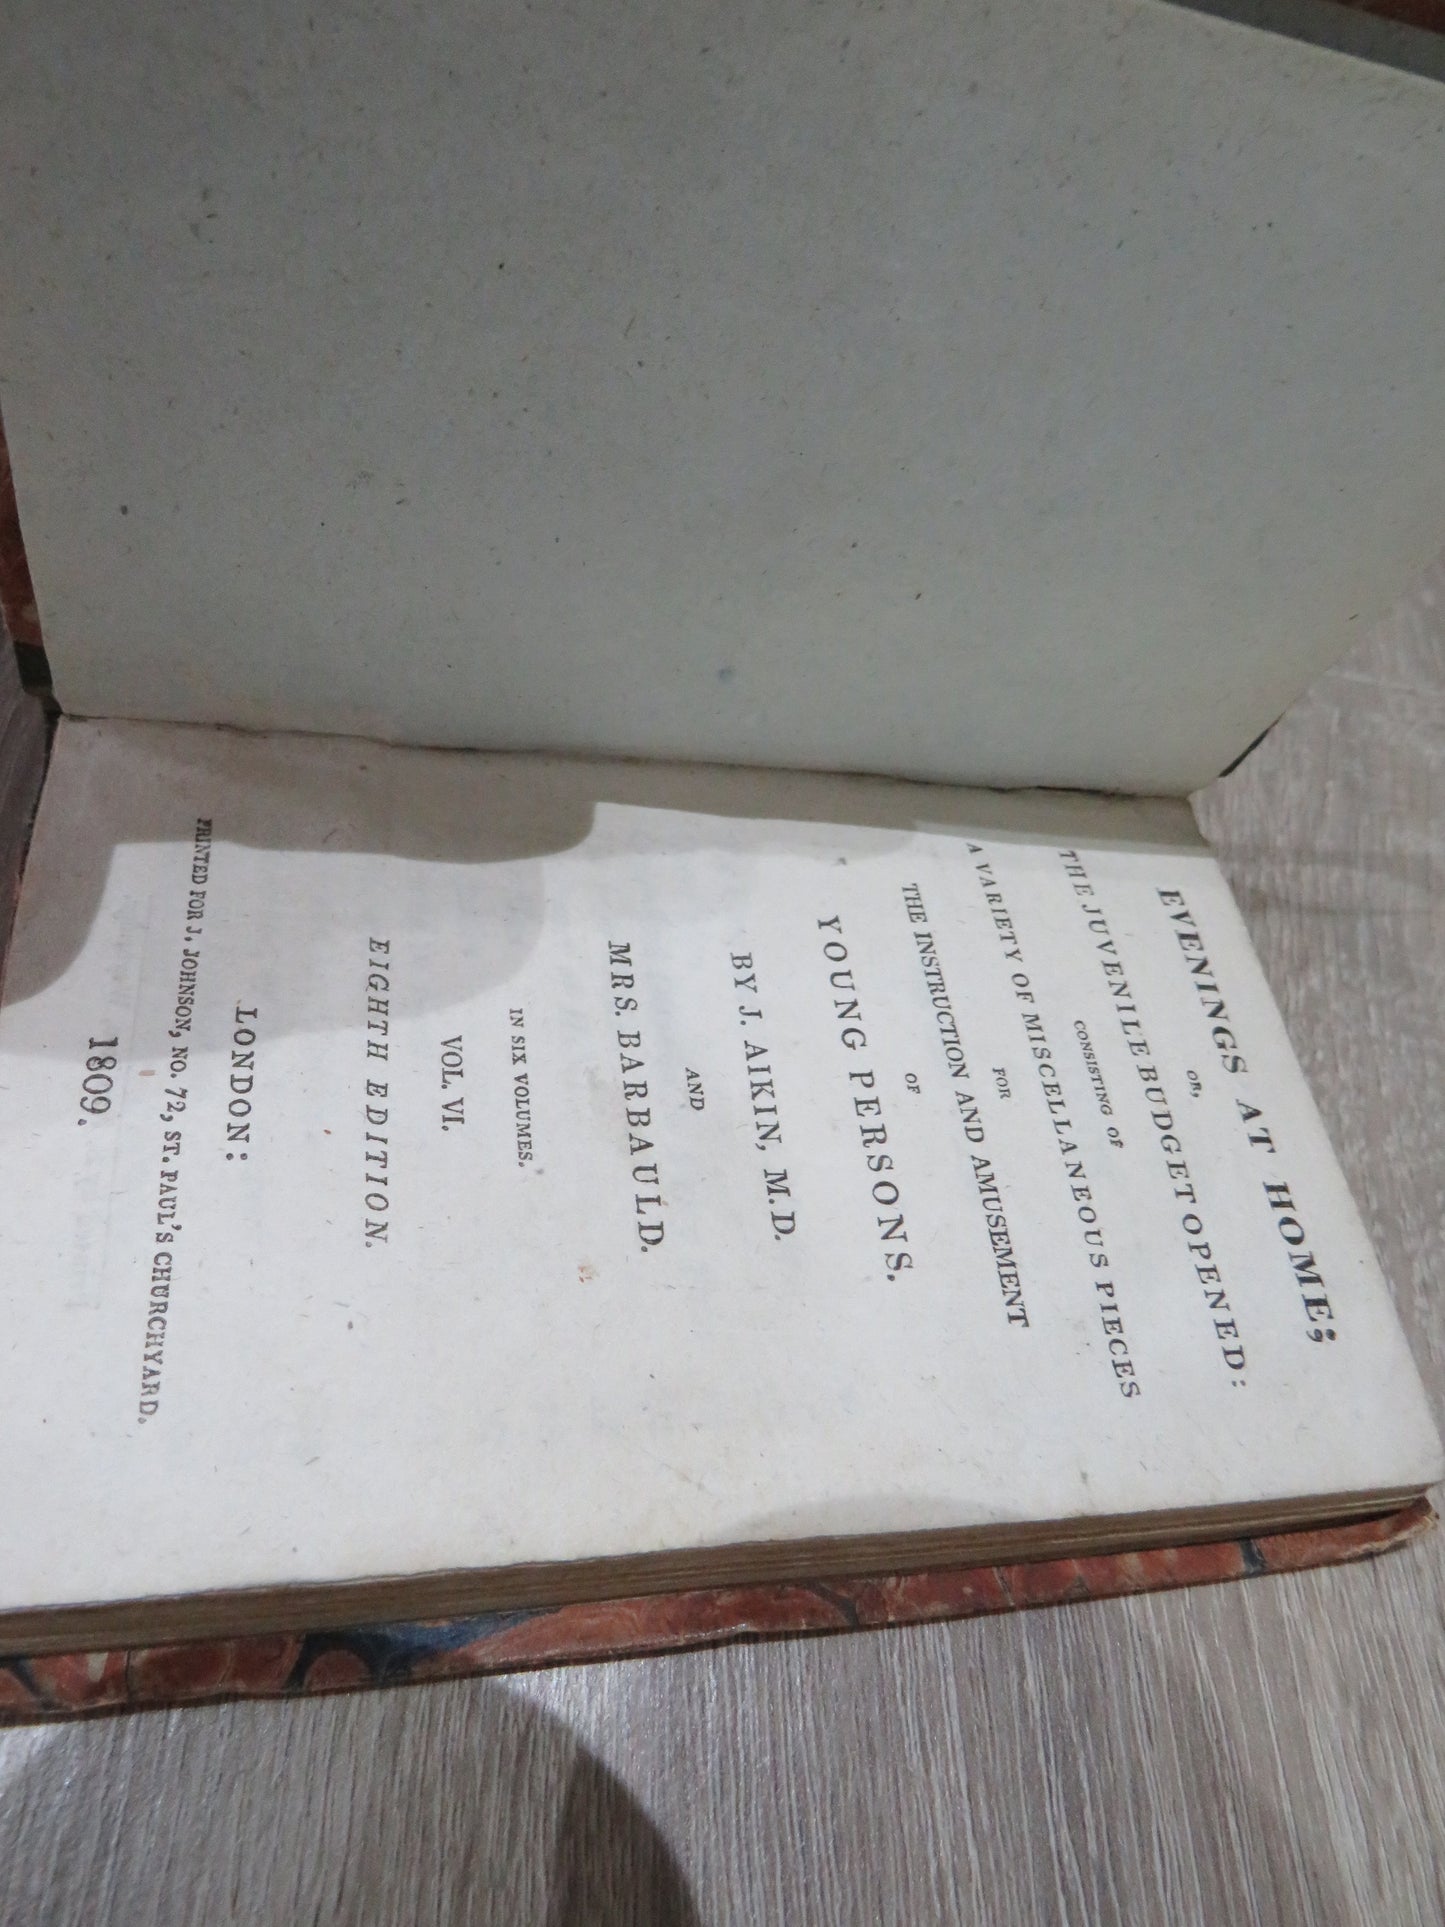 EVENINGS AT HOME;
OR,
THE JUVENILE BUDGET OPENED:
CONSISTING OF
A VARIETY OF MISCELLANEOUS PIECES
FOR
THE INSTRUCTION AND AMUSEMENT
OF
YOUNG PERSONS.
BY J. AIKIN, M.D.
AND
MRS. BARBAULD.
IN SIX VOLUMES.
VOL. VI.
EIGHTH EDITION.
LONDON:
PRINTED FOR J. JOHNSON, NO. 72, ST. PAUL'S CHURCHYARD.
1809.